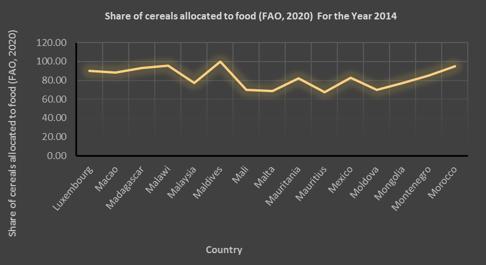 Share of cereals allocated to food (FAO, 2020)  For the Year 2014
Share of cereals allocated to food (FAO, 2020)
120.00
100.00
80.00
60.00
40.00
20.00
0.00
Luxembourg
Macao
Madagascar
Malawi
Malaysia
Maldives
Mali
Malta
Mauritania
Mauritius
Mexico
Moldova
Mongolia
Montenegro
Morocco
Country